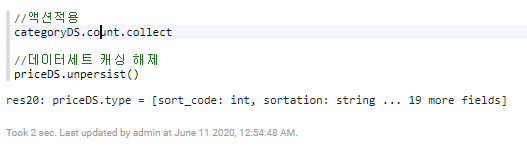 //액션적용
categoryDS.count.collect
//데이터세트 캐싱 해제
priceDS.unpersist()
res20: priceDS.type = [sort_code: int, sortation: string ... 19 more fields]
Took 2 sec. Last updated by admin at June 11 2020, 12:54:48 AM.